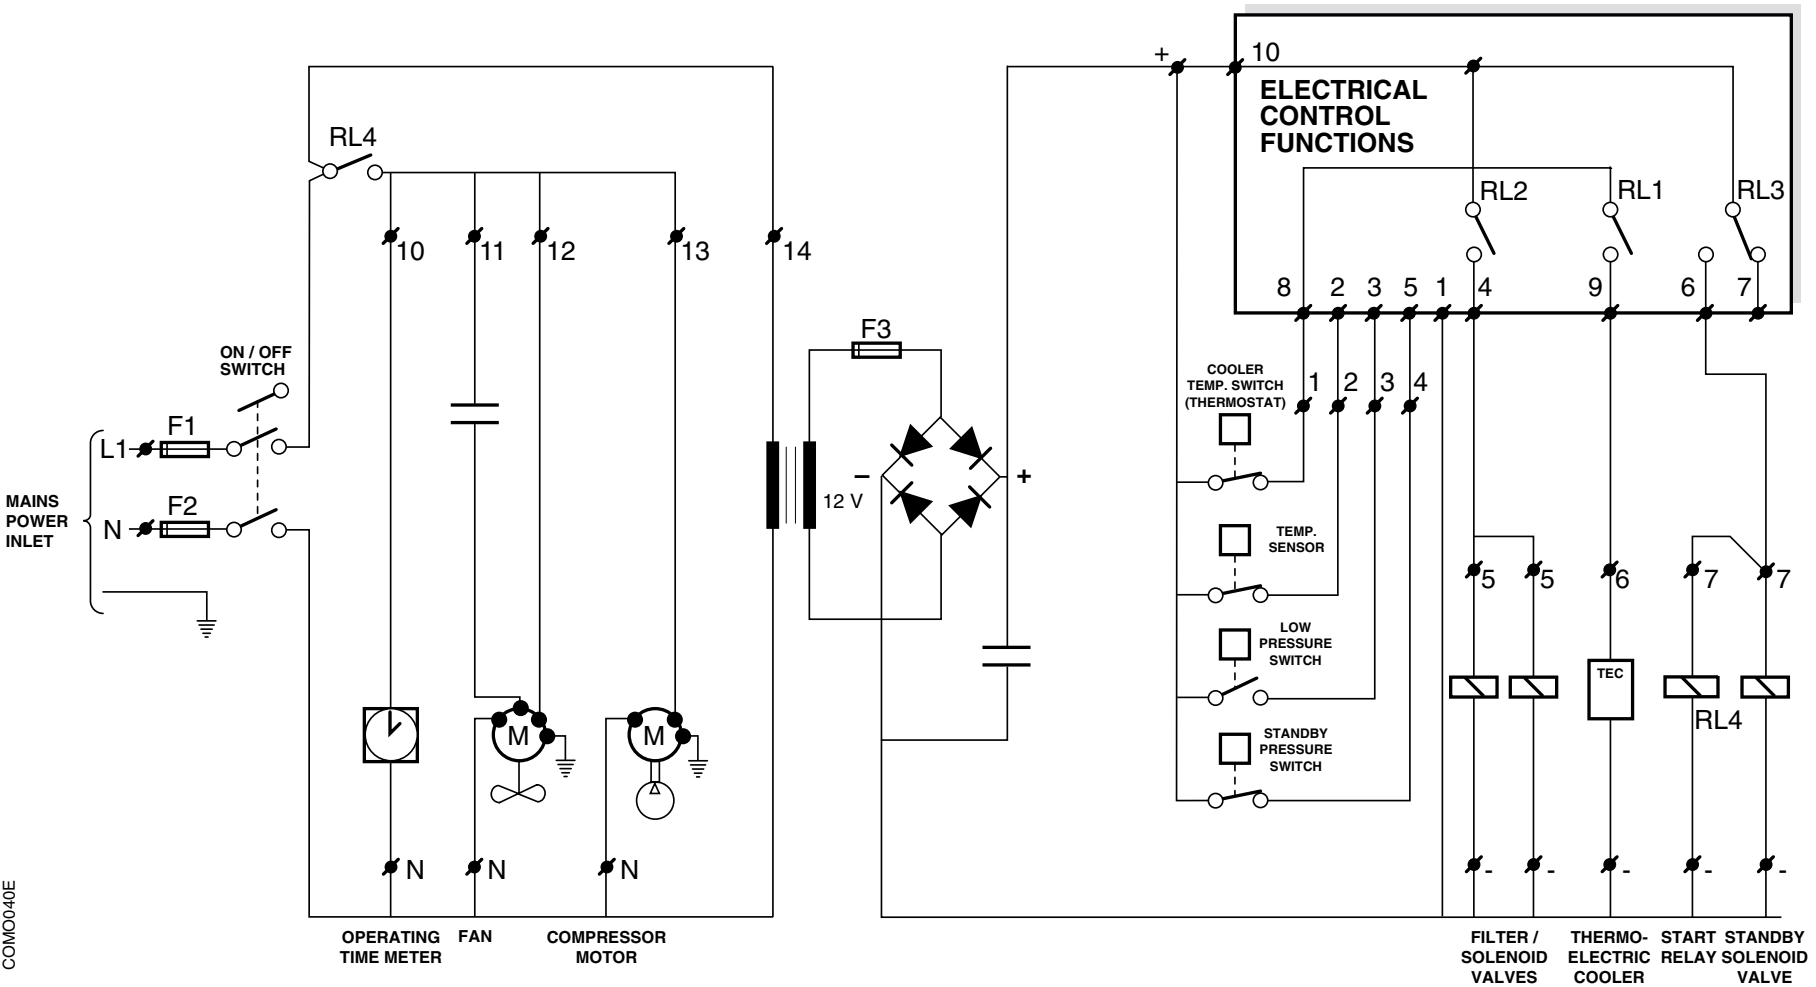 +
10
ELECTRICAL
CONTROL
FUNCTIONS
RL4
RL2
RL1
RL3
10
11
12
13
14
8
2
3
5
1
4
9
6
7
F3
ON / OFF
SWITCH
COOLER
TEMP. SWITCH
(THERMOSTAT)
1
2
3
4
L1
F1
N
F2
MAINS
POWER
INLET
–
+
12 V
TEMP.
SENSOR
5
5
6
7
7
LOW
PRESSURE
SWITCH
TEC
RL4
STANDBY
PRESSURE
SWITCH
M
M
N
N
N
-
-
-
-
-
OPERATING
TIME METER
FAN
COMPRESSOR
MOTOR
FILTER /
SOLENOID
VALVES
THERMO-
ELECTRIC
COOLER
START
RELAY
STANDBY
SOLENOID
VALVE
COMO040E